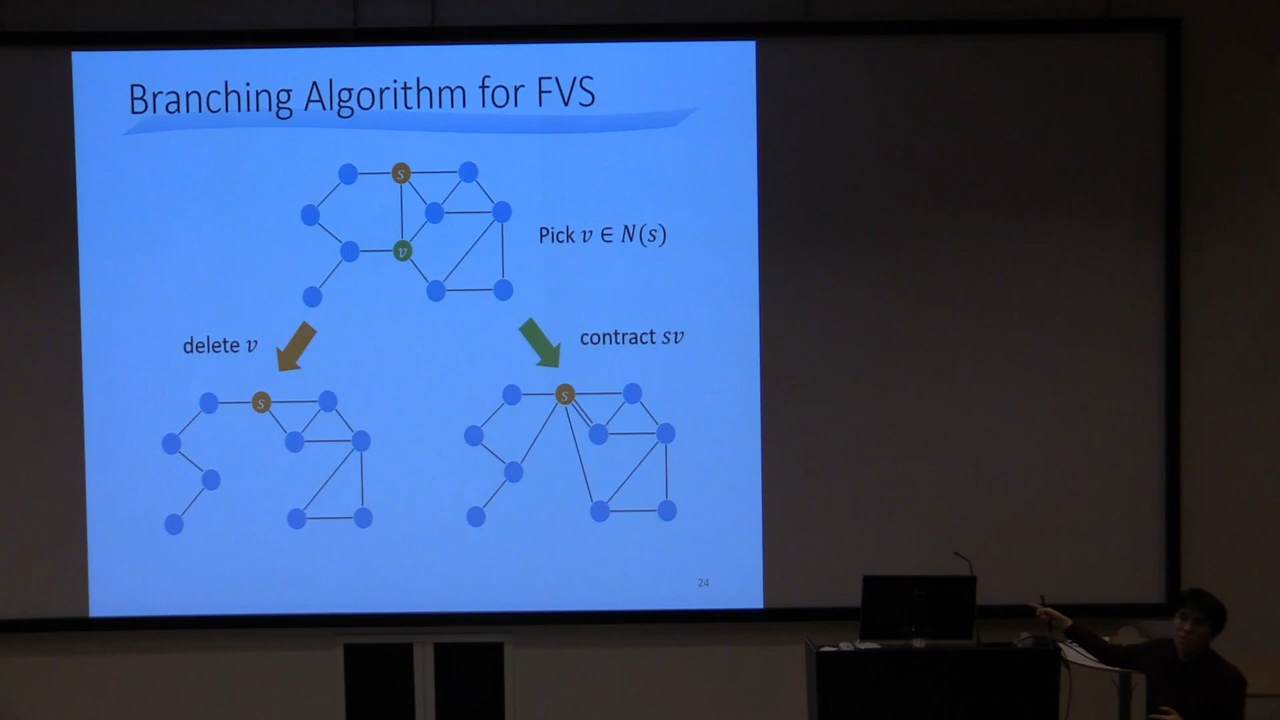 Branching Algorithm for FVS
s
v
Pick v ∈ N(s)
delete v
contract sv
s
s
24